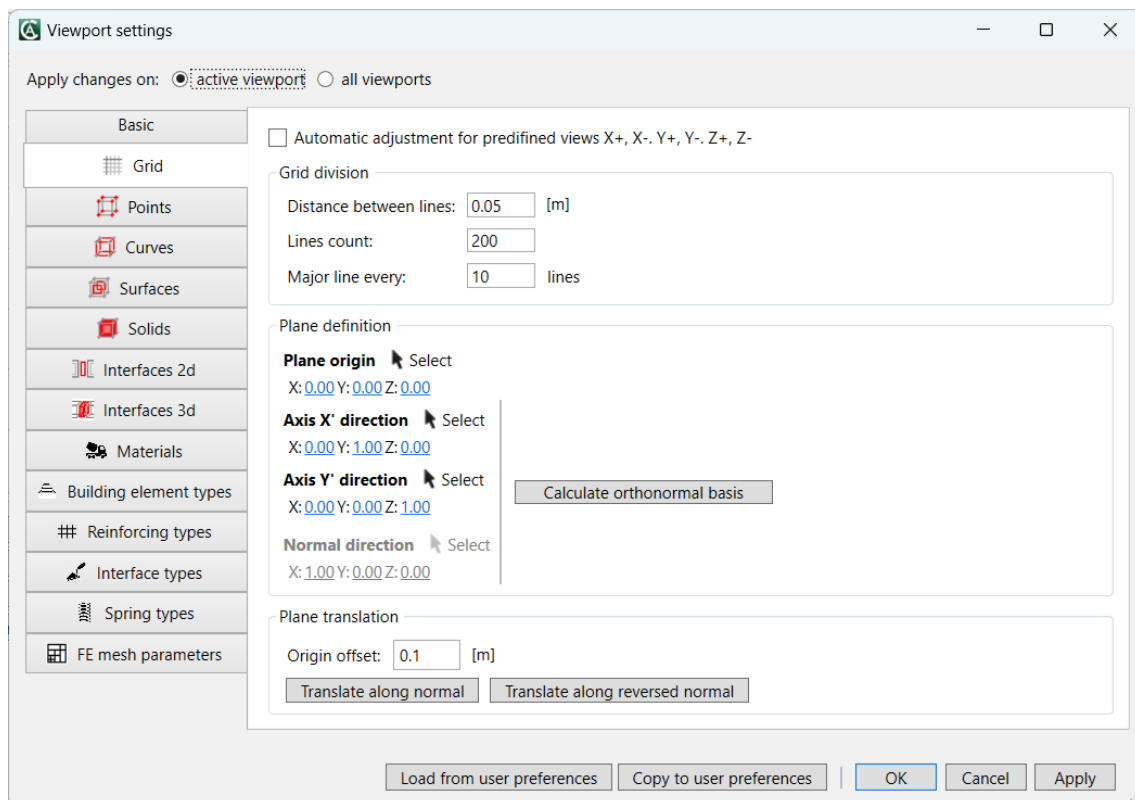 Viewport settings
Apply changes on: active viewport all viewports
Basic
Grid
Points
Curves
Surfaces
Solids
Interfaces 2d
Interfaces 3d
Materials
Building element types
Reinforcing types
Interface types
Spring types
FE mesh parameters
Automatic adjustment for predifined views X+, X-. Y+, Y-. Z+, Z-
Grid division
Distance between lines: 0.05 [m]
Lines count: 200
Major line every: 10 lines
Plane definition
Plane origin Select
X: 0.00 Y: 0.00 Z: 0.00
Axis X' direction Select
X: 0.00 Y: 1.00 Z: 0.00
Axis Y' direction Select
X: 0.00 Y: 0.00 Z: 1.00
Calculate orthonormal basis
Normal direction Select
X: 1.00 Y: 0.00 Z: 0.00
Plane translation
Origin offset: 0.1 [m]
Translate along normal Translate along reversed normal
Load from user preferences Copy to user preferences OK Cancel Apply